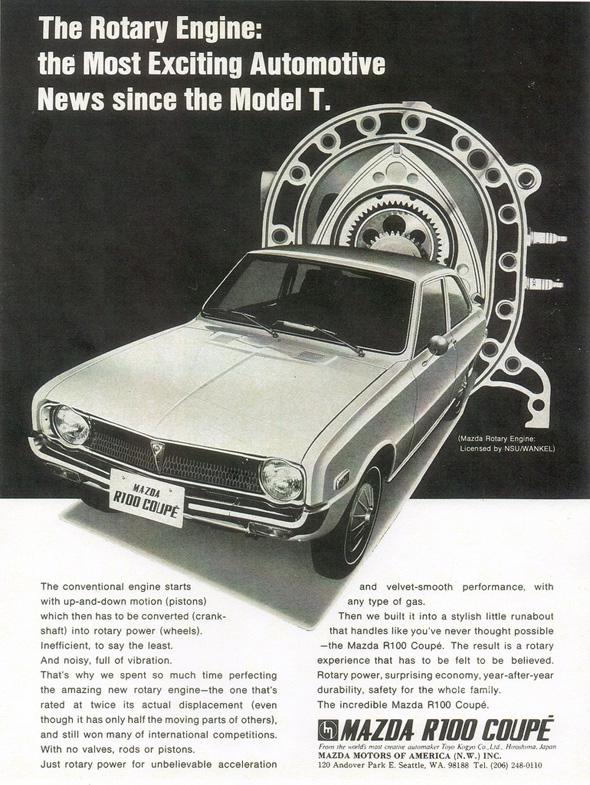 The Rotary Engine:
the Most Exciting Automotive
News since the Model T.
(Mazda Rotary Engine:
Licensed by NSU/WANKEL)
MAZDA
R100 COUPÉ
The conventional engine starts
with up-and-down motion (pistons)
which then has to be converted (crank-
shaft) into rotary power (wheels).
Inefficient, to say the least.
And noisy, full of vibration.
That's why we spent so much time perfecting
the amazing new rotary engine—the one that's
rated at twice its actual displacement (even
though it has only half the moving parts of others),
and still won many of international competitions.
With no valves, rods or pistons.
Just rotary power for unbelievable acceleration
and velvet-smooth performance, with
any type of gas.
Then we built it into a stylish little runabout
that handles like you've never thought possible
—the Mazda R100 Coupé. The result is a rotary
experience that has to be felt to be believed.
Rotary power, surprising economy, year-after-year
durability, safety for the whole family.
The incredible Mazda R100 Coupé.
MAZDA R100 COUPÉ
From the world's most creative automaker Toyo Kogyo Co., Ltd., Hiroshima, Japan
MAZDA MOTORS OF AMERICA (N.W.) INC.
120 Andover Park E. Seattle, WA. 98188 Tel. (206) 248-0110